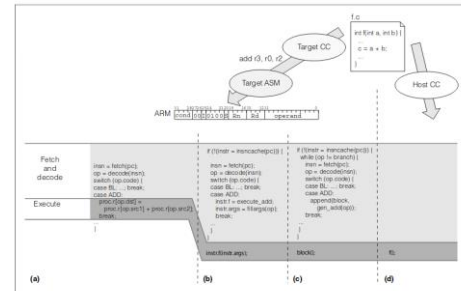 f.c
int f(int a, int b) {
...
c = a + b;
...
}
Target CC
add r3, r0, r2
Target ASM
Host CC
ARM
cond 00 0100 S Rn Rd operand
Fetch
and
decode
insn = fetch(pc);
op = decode(insn);
switch (op.code) {
case BL: ...; break;
case ADD:
Execute
proc.r[op.dst] =
proc.r[op.src1] + proc.r[op.src2];
break;
...
}
if (!(instr = insncache(pc))) {
insn = fetch(pc);
op = decode(insn);
switch (op.code) {
case BL: ...; break;
case ADD:
instr.f = execute_add;
instr.args = fillargs(op);
break;
...
}
}
instr.f(instr.args);
if (!(instr = insncache(pc))) {
while (op != branch) {
insn = fetch(pc);
op = decode(insn);
switch (op.code) {
case BL: ...; break;
case ADD:
append(block,
gen_add(op));
break;
...
}
block();
f();
(a)
(b)
(c)
(d)